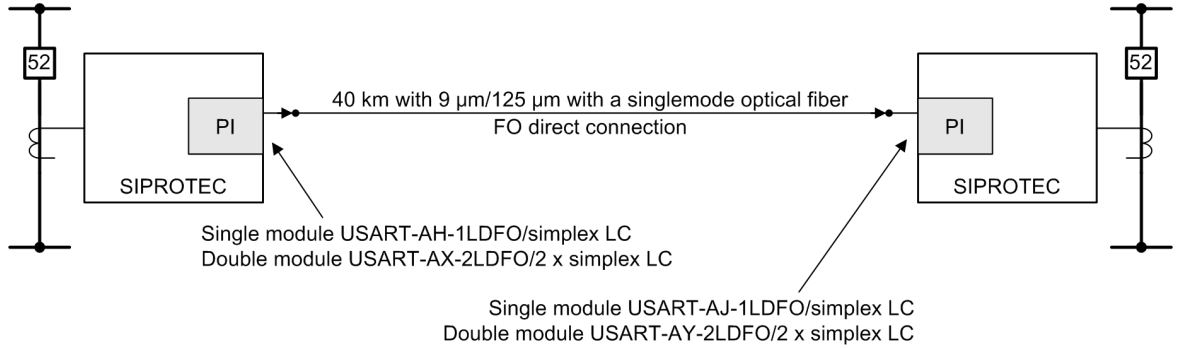 52
52
40 km with 9 µm/125 µm with a singlemode optical fiber
PI
PI
FO direct connection
SIPROTEC
SIPROTEC
Single module USART-AH-1LDFO/simplex LC
Double module USART-AX-2LDFO/2 x simplex LC
Single module USART-AJ-1LDFO/simplex LC
Double module USART-AY-2LDFO/2 x simplex LC